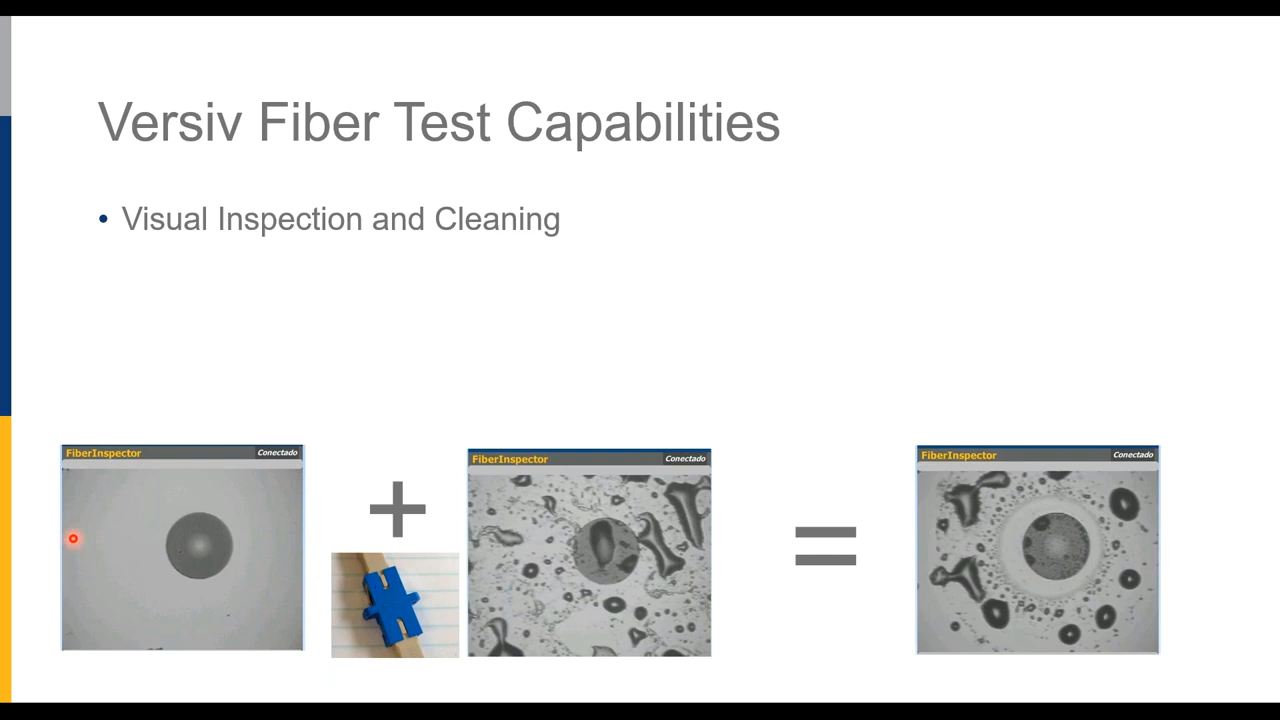 Versiv Fiber Test Capabilities
• Visual Inspection and Cleaning
FiberInspector Conectado
+
FiberInspector Conectado
=
FiberInspector Conectado